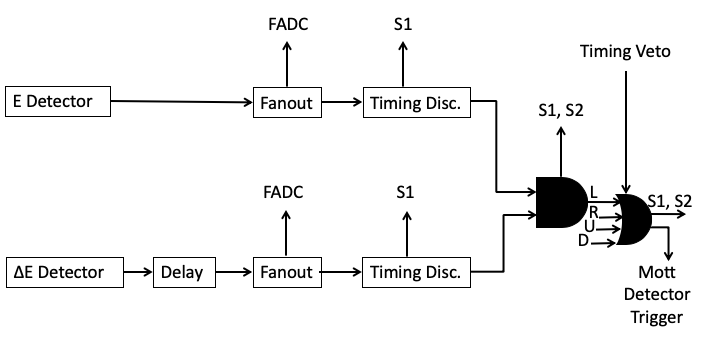 FADC
S1
Timing Veto
E Detector
Fanout
Timing Disc.
S1, S2
FADC
S1
L
R
U
D
S1, S2
ΔE Detector
Delay
Fanout
Timing Disc.
Mott
Detector
Trigger